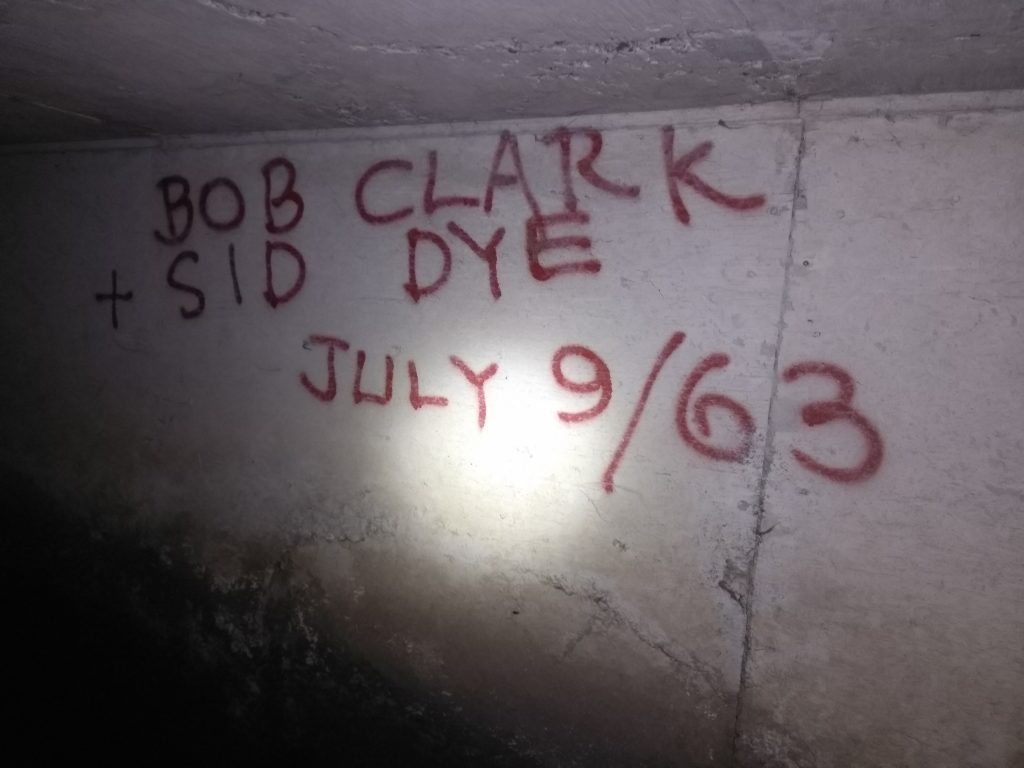 BOB CLARK
+ SID DYE
JULY 9/63